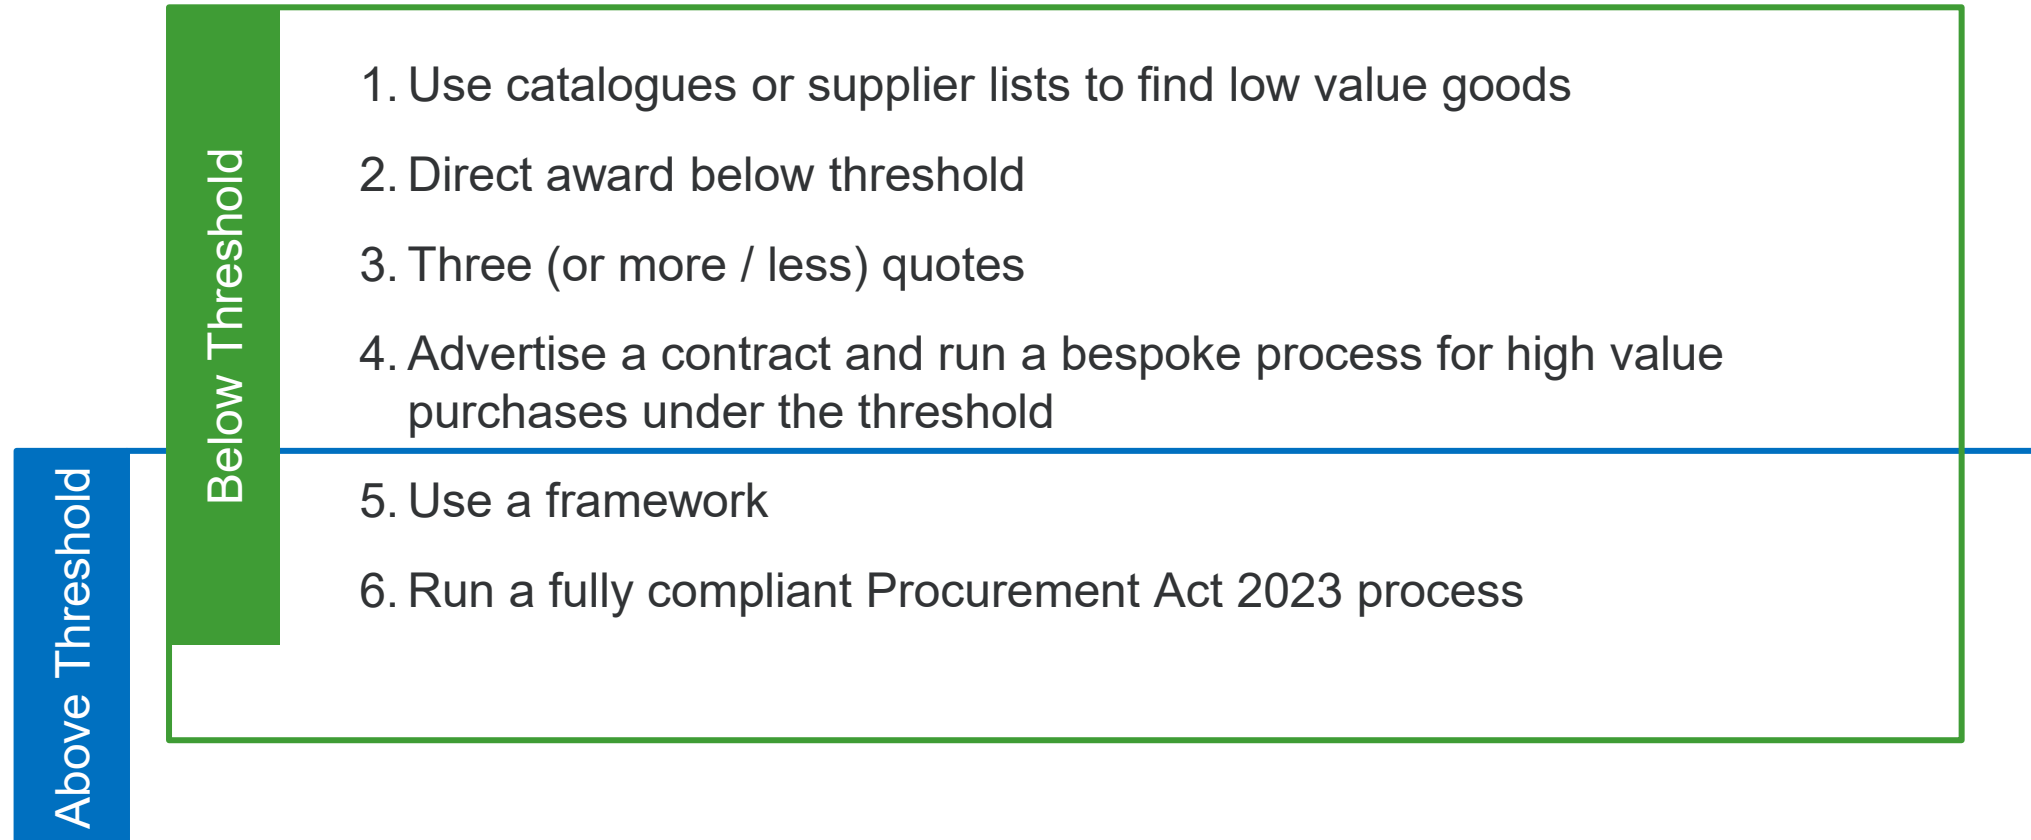 Below Threshold
1. Use catalogues or supplier lists to find low value goods
2. Direct award below threshold
3. Three (or more / less) quotes
4. Advertise a contract and run a bespoke process for high value
purchases under the threshold
Above Threshold
5. Use a framework
6. Run a fully compliant Procurement Act 2023 process